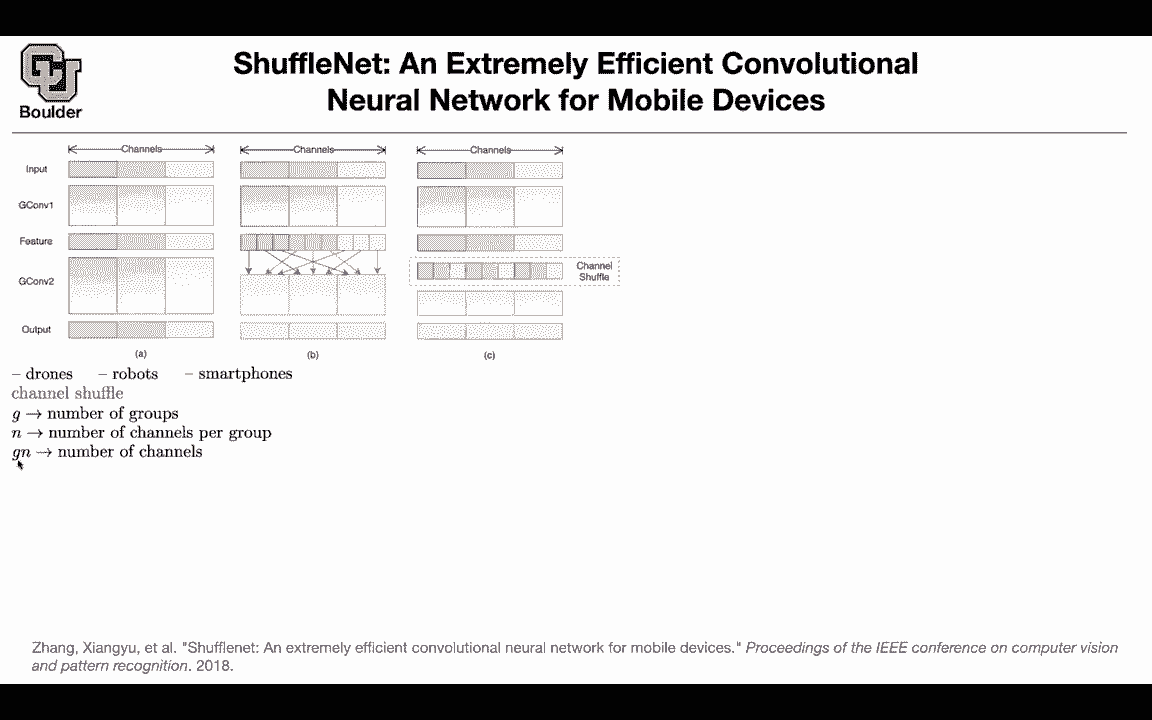 Boulder
ShuffleNet: An Extremely Efficient Convolutional
Neural Network for Mobile Devices
Channels Channels Channels
Input
GConv1
Feature
Channel
Shuffle
GConv2
Output
(a) (b) (c)
– drones – robots – smartphones
channel shuffle
g → number of groups
n → number of channels per group
gn → number of channels
Zhang, Xiangyu, et al. "Shufflenet: An extremely efficient convolutional neural network for mobile devices." Proceedings of the IEEE conference on computer vision
and pattern recognition. 2018.